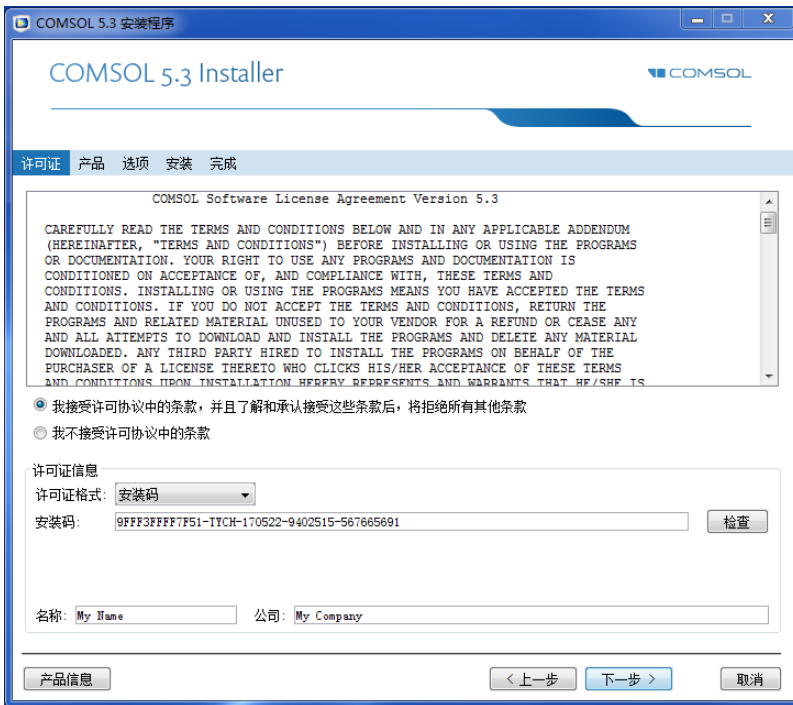 COMSOL 5.3 安装程序
COMSOL 5.3 Installer
COMSOL
许可证 产品 选项 安装 完成
COMSOL Software License Agreement Version 5.3
CAREFULLY READ THE TERMS AND CONDITIONS BELOW AND IN ANY APPLICABLE ADDENDUM
(HEREINAFTER, "TERMS AND CONDITIONS") BEFORE INSTALLING OR USING THE PROGRAMS
OR DOCUMENTATION. YOUR RIGHT TO USE ANY PROGRAMS AND DOCUMENTATION IS
CONDITIONED ON ACCEPTANCE OF, AND COMPLIANCE WITH, THESE TERMS AND
CONDITIONS. INSTALLING OR USING THE PROGRAMS MEANS YOU HAVE ACCEPTED THE TERMS
AND CONDITIONS. IF YOU DO NOT ACCEPT THE TERMS AND CONDITIONS, RETURN THE
PROGRAMS AND RELATED MATERIAL UNUSED TO YOUR VENDOR FOR A REFUND OR CEASE ANY
AND ALL ATTEMPTS TO DOWNLOAD AND INSTALL THE PROGRAMS AND DELETE ANY MATERIAL
DOWNLOADED. ANY THIRD PARTY HIRED TO INSTALL THE PROGRAMS ON BEHALF OF THE
PURCHASER OF A LICENSE THERETO WHO CLICKS HIS/HER ACCEPTANCE OF THESE TERMS
AND CONDITIONS UPON INSTALLATION HEREBY REPRESENTS AND WARRANTS THAT HE/SHE IS
我接受许可协议中的条款，并且了解和承认接受这些条款后，将拒绝所有其他条款
我不接受许可协议中的条款
许可证信息
许可证格式: 安装码
安装码: 9FFF3FFFF7F51-IYCH-170522-9402515-567665691 检查
名称: My Name 公司: My Company
产品信息 < 上一步 下一步 > 取消